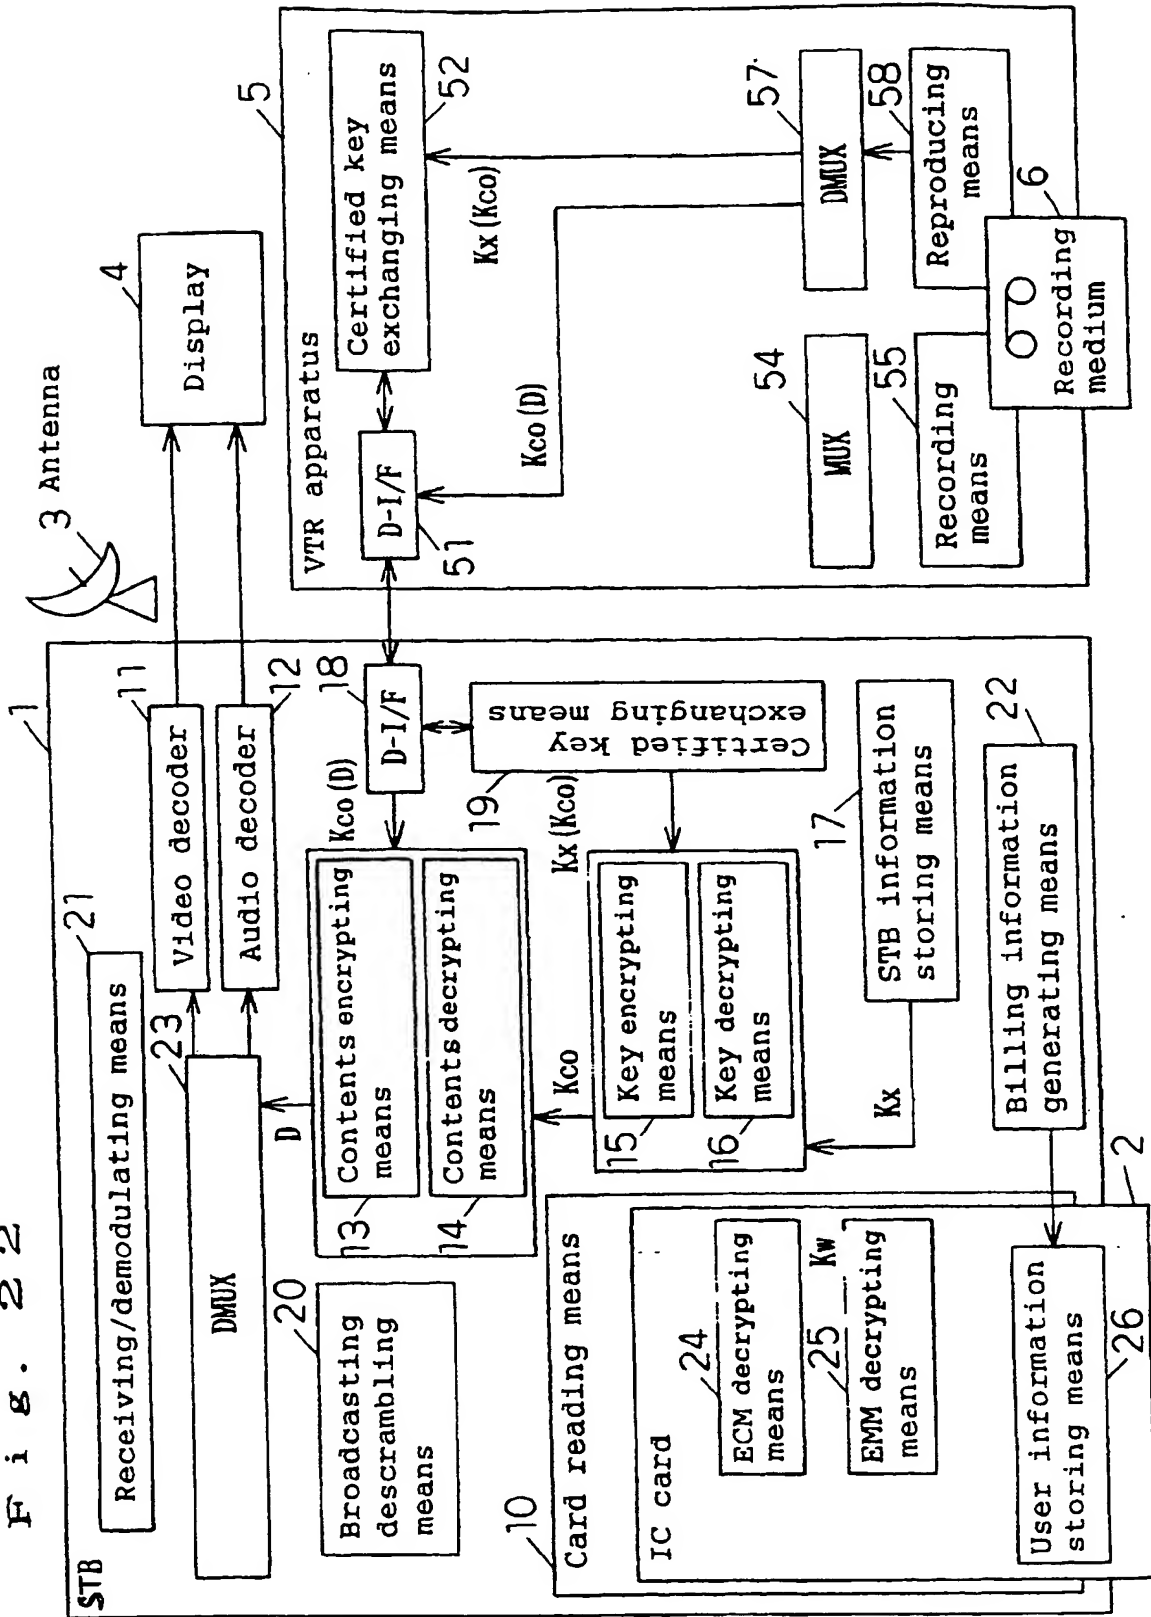 Fig. 22
1
STB
21
Receiving/demodulating means
23
DMUX
11
Video decoder
12
Audio decoder
3 Antenna
4
Display
20
Broadcasting
descrambling
means
D
13
Contents encrypting
means
14
Contents decrypting
means
Kco(D)
18
D-I/F
19
Certified key
exchanging means
Kx(Kco)
Kco
15
Key encrypting
means
16
Key decrypting
means
17
STB information
storing means
Kx
22
Billing information
generating means
10
Card reading means
2
IC card
24
ECM decrypting
means
25
Kw
EMM decrypting
means
User information
storing means
26
5
VTR apparatus
D-I/F
51
Certified key
exchanging means
52
Kx(Kco)
Kco(D)
54
MUX
57
DMUX
55
Recording
means
58
Reproducing
means
6
Recording
medium